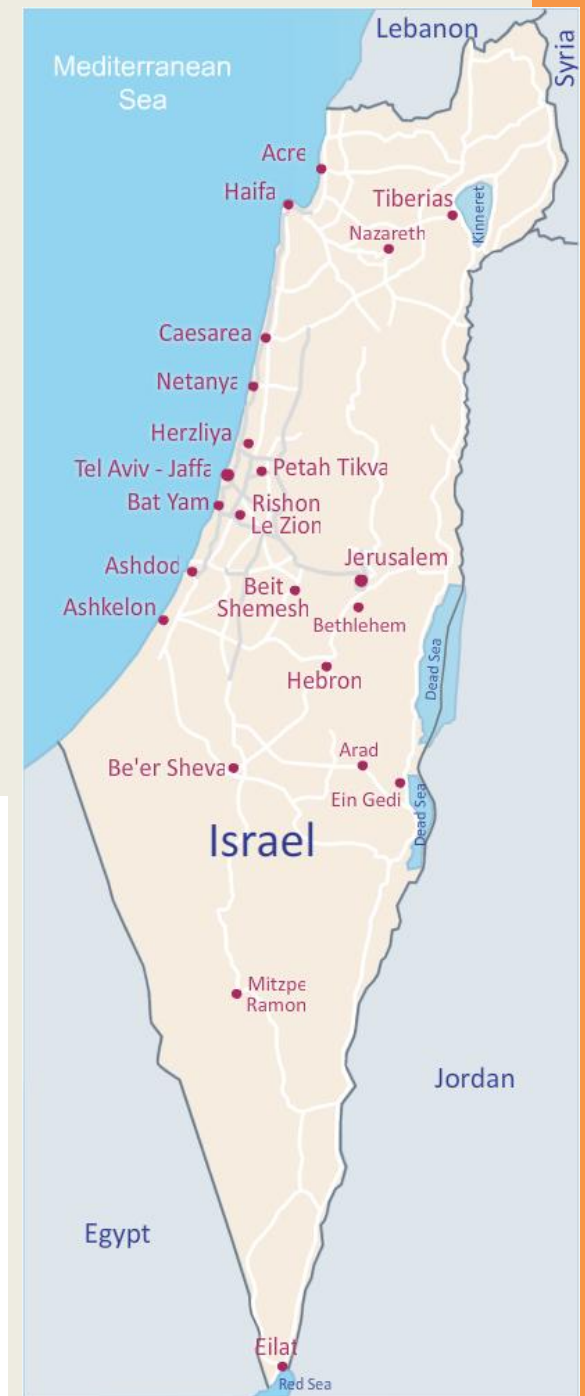 Lebanon
Syria
Mediterranean
Sea
Acre
Haifa
Tiberias
Kinneret
Nazareth
Caesarea
Netanya
Herzliya
Tel Aviv - Jaffa
Petah Tikva
Bat Yam
Rishon
Le Zion
Ashdod
Jerusalem
Beit
Shemesh
Ashkelon
Bethlehem
Dead Sea
Hebron
Arad
Be'er Sheva
Ein Gedi
Dead Sea
Israel
Mitzpe
Ramon
Jordan
Egypt
Eilat
Red Sea